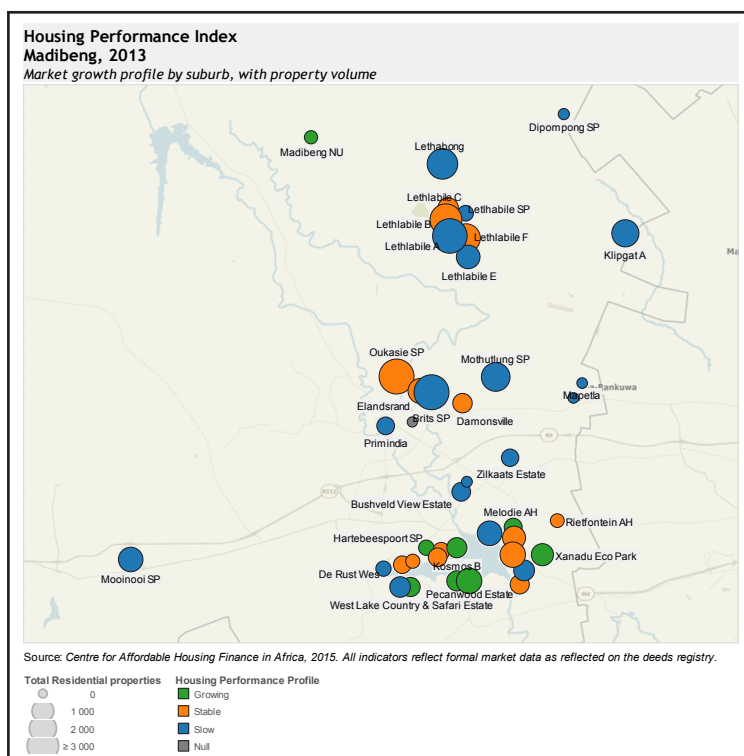 Housing Performance Index
Madibeng, 2013
Market growth profile by suburb, with property volume
Dipompong SP
Madibeng NU
Lethabong
Lethlabile C
Letlhabile SP
Lethlabile B
Lethlabile F
Lethlabile A
Klipgat A
Lethlabile E
Oukasie SP
Mothutlung SP
Mapetla
Elandsrand
Brits SP
Damonsville
Primindia
N4
R512
Zilkaats Estate
Bushveld View Estate
Melodie AH
Rietfontein AH
Hartebeespoort SP
Xanadu Eco Park
Kosmos B
Mooinooi SP
De Rust Wes
Pecanwood Estate
West Lake Country & Safari Estate
Source: Centre for Affordable Housing Finance in Africa, 2015. All indicators reflect formal market data as reflected on the deeds registry.
Total Residential properties
0
1 000
2 000
≥ 3 000
Housing Performance Profile
Growing
Stable
Slow
Null